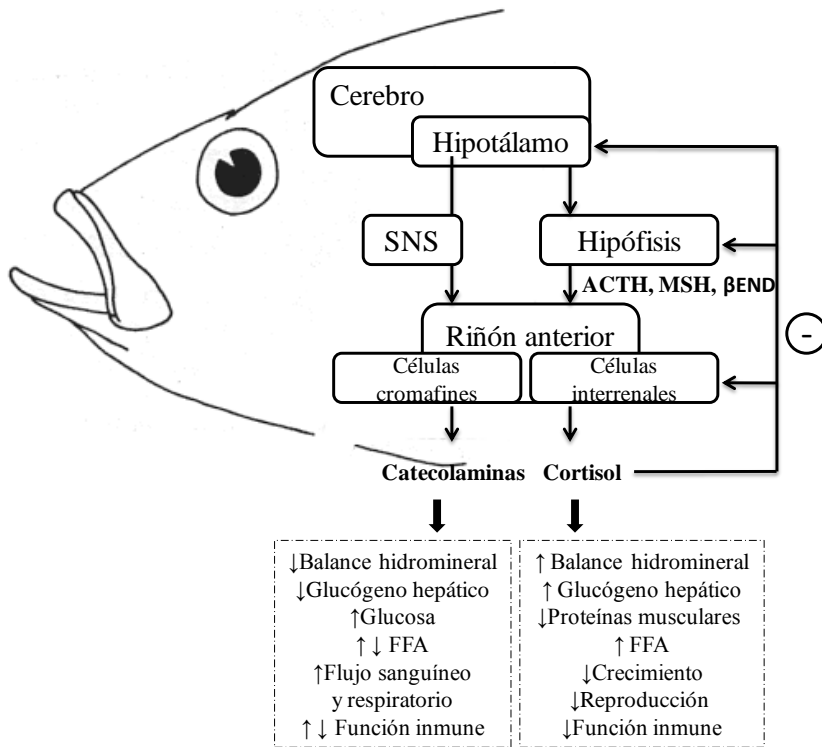 Cerebro
Hipotálamo
SNS
Hipófisis
ACTH, MSH, βEND
Riñón anterior
Células
cromafines
Células
interrenales
-
Catecolaminas
Cortisol
↓Balance hidromineral
↓Glucógeno hepático
↑Glucosa
↑↓ FFA
↑Flujo sanguíneo
y respiratorio
↑↓ Función inmune
↑ Balance hidromineral
↑ Glucógeno hepático
↓Proteínas musculares
↑ FFA
↓Crecimiento
↓Reproducción
↓Función inmune